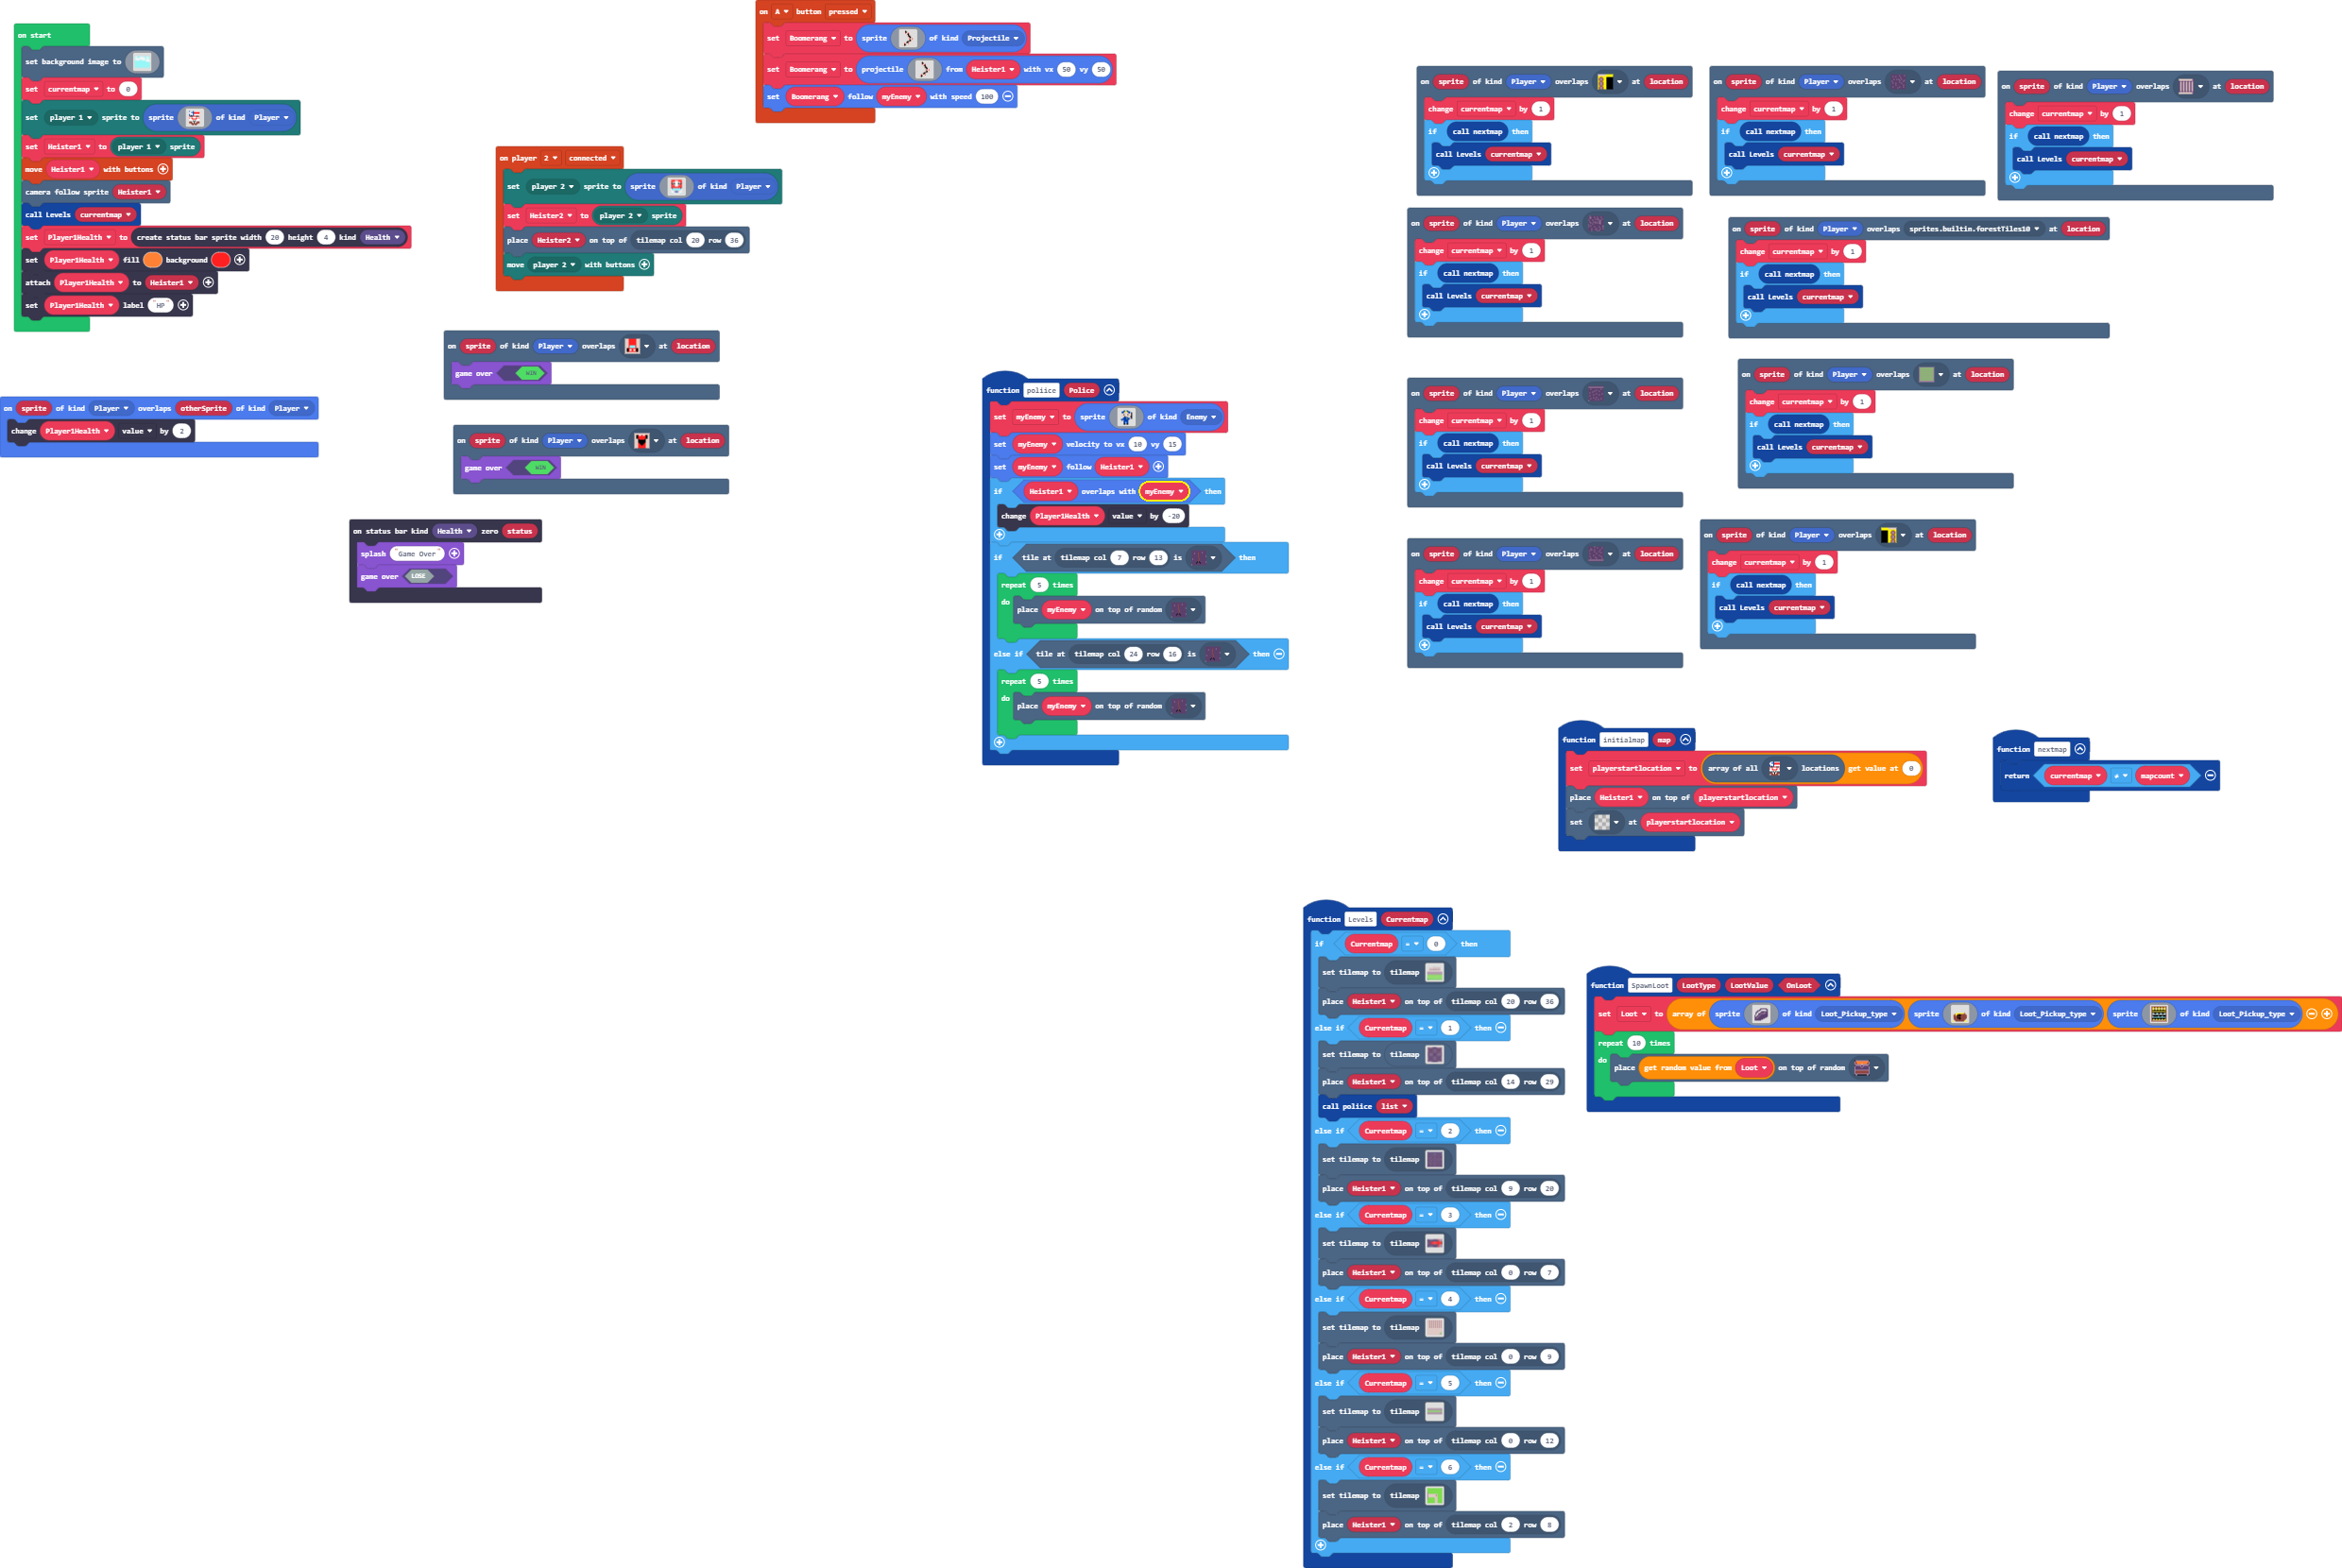 on start
set background image to
set currentmap to 0
set player 1 sprite to sprite of kind Player
set Heister1 to player 1 sprite
move Heister1 with buttons
camera follow sprite Heister1
call Levels currentmap
set Player1Health to create status bar sprite width 20 height 4 kind Health
set Player1Health fill background
attach Player1Health to Heister1
set Player1Health label "HP"
on sprite of kind Player overlaps otherSprite of kind Player
change Player1Health value by 2
on A button pressed
set Boomerang to sprite of kind Projectile
set Boomerang to projectile from Heister1 with vx 50 vy 50
set Boomerang follow myEnemy with speed 100
on player 2 connected
set player 2 sprite to sprite of kind Player
set Heister2 to player 2 sprite
place Heister2 on top of tilemap col 20 row 36
move player 2 with buttons
on sprite of kind Player overlaps at location
game over WIN
on sprite of kind Player overlaps at location
game over WIN
on status bar kind Health zero status
splash "Game Over"
game over LOSE
function poliice Police
set myEnemy to sprite of kind Enemy
set myEnemy velocity to vx 10 vy 15
set myEnemy follow Heister1
if Heister1 overlaps with myEnemy then
change Player1Health value by -20
if tile at tilemap col 7 row 13 is then
repeat 5 times
do place myEnemy on top of random
else if tile at tilemap col 24 row 16 is then
repeat 5 times
do place myEnemy on top of random
on sprite of kind Player overlaps at location
change currentmap by 1
if call nextmap then
call Levels currentmap
on sprite of kind Player overlaps at location
change currentmap by 1
if call nextmap then
call Levels currentmap
on sprite of kind Player overlaps at location
change currentmap by 1
if call nextmap then
call Levels currentmap
on sprite of kind Player overlaps at location
change currentmap by 1
if call nextmap then
call Levels currentmap
on sprite of kind Player overlaps sprites.builtin.forestTiles10 at location
change currentmap by 1
if call nextmap then
call Levels currentmap
on sprite of kind Player overlaps at location
change currentmap by 1
if call nextmap then
call Levels currentmap
on sprite of kind Player overlaps at location
change currentmap by 1
if call nextmap then
call Levels currentmap
on sprite of kind Player overlaps at location
change currentmap by 1
if call nextmap then
call Levels currentmap
on sprite of kind Player overlaps at location
change currentmap by 1
if call nextmap then
call Levels currentmap
function initialmap map
set playerstartlocation to array of all locations get value at 0
place Heister1 on top of playerstartlocation
set at playerstartlocation
function nextmap
return currentmap ≠ mapcount
function Levels Currentmap
if Currentmap = 0 then
set tilemap to tilemap
place Heister1 on top of tilemap col 20 row 36
else if Currentmap = 1 then
set tilemap to tilemap
place Heister1 on top of tilemap col 14 row 29
call poliice list
else if Currentmap = 2 then
set tilemap to tilemap
place Heister1 on top of tilemap col 9 row 20
else if Currentmap = 3 then
set tilemap to tilemap
place Heister1 on top of tilemap col 0 row 7
else if Currentmap = 4 then
set tilemap to tilemap
place Heister1 on top of tilemap col 0 row 9
else if Currentmap = 5 then
set tilemap to tilemap
place Heister1 on top of tilemap col 0 row 12
else if Currentmap = 6 then
set tilemap to tilemap
place Heister1 on top of tilemap col 2 row 8
function SpawnLoot LootType LootValue OnLoot
set Loot to array of sprite of kind Loot_Pickup_type sprite of kind Loot_Pickup_type sprite of kind Loot_Pickup_type
repeat 10 times
do place get random value from Loot on top of random